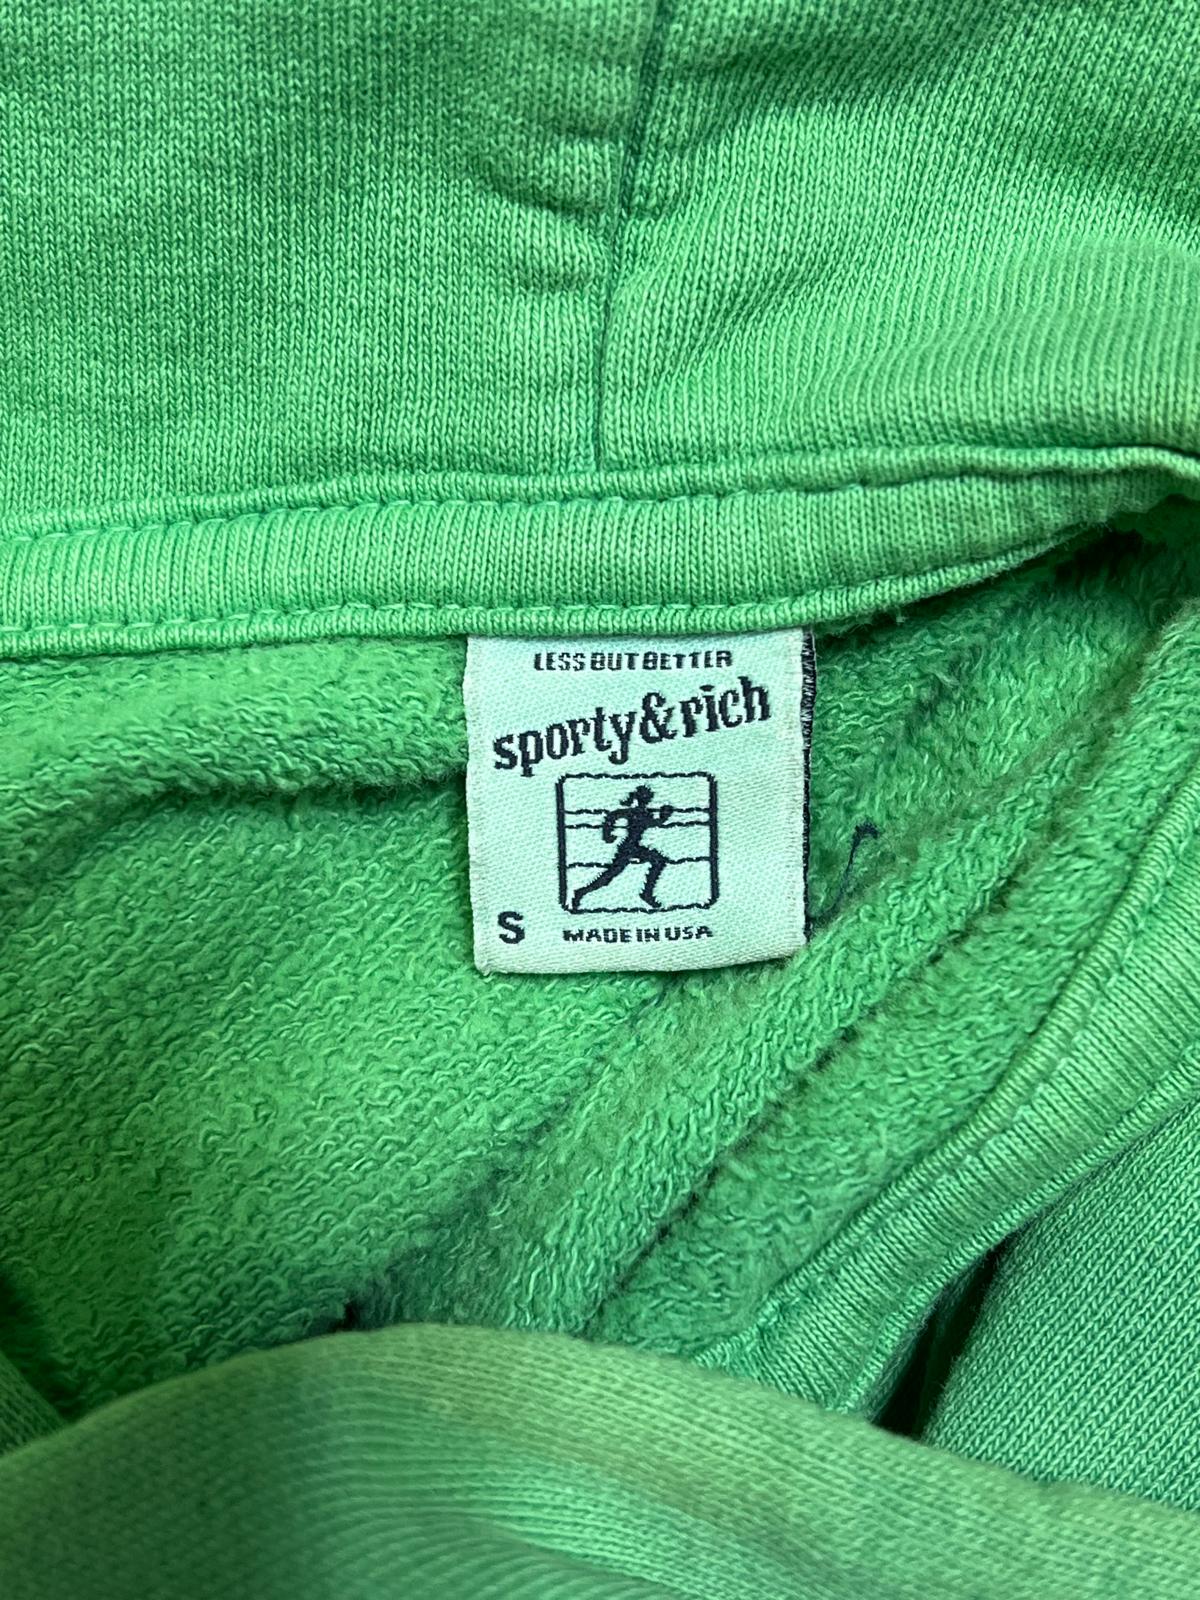 LESS BUT BETTER
sporty&rich
S
MADE IN USA